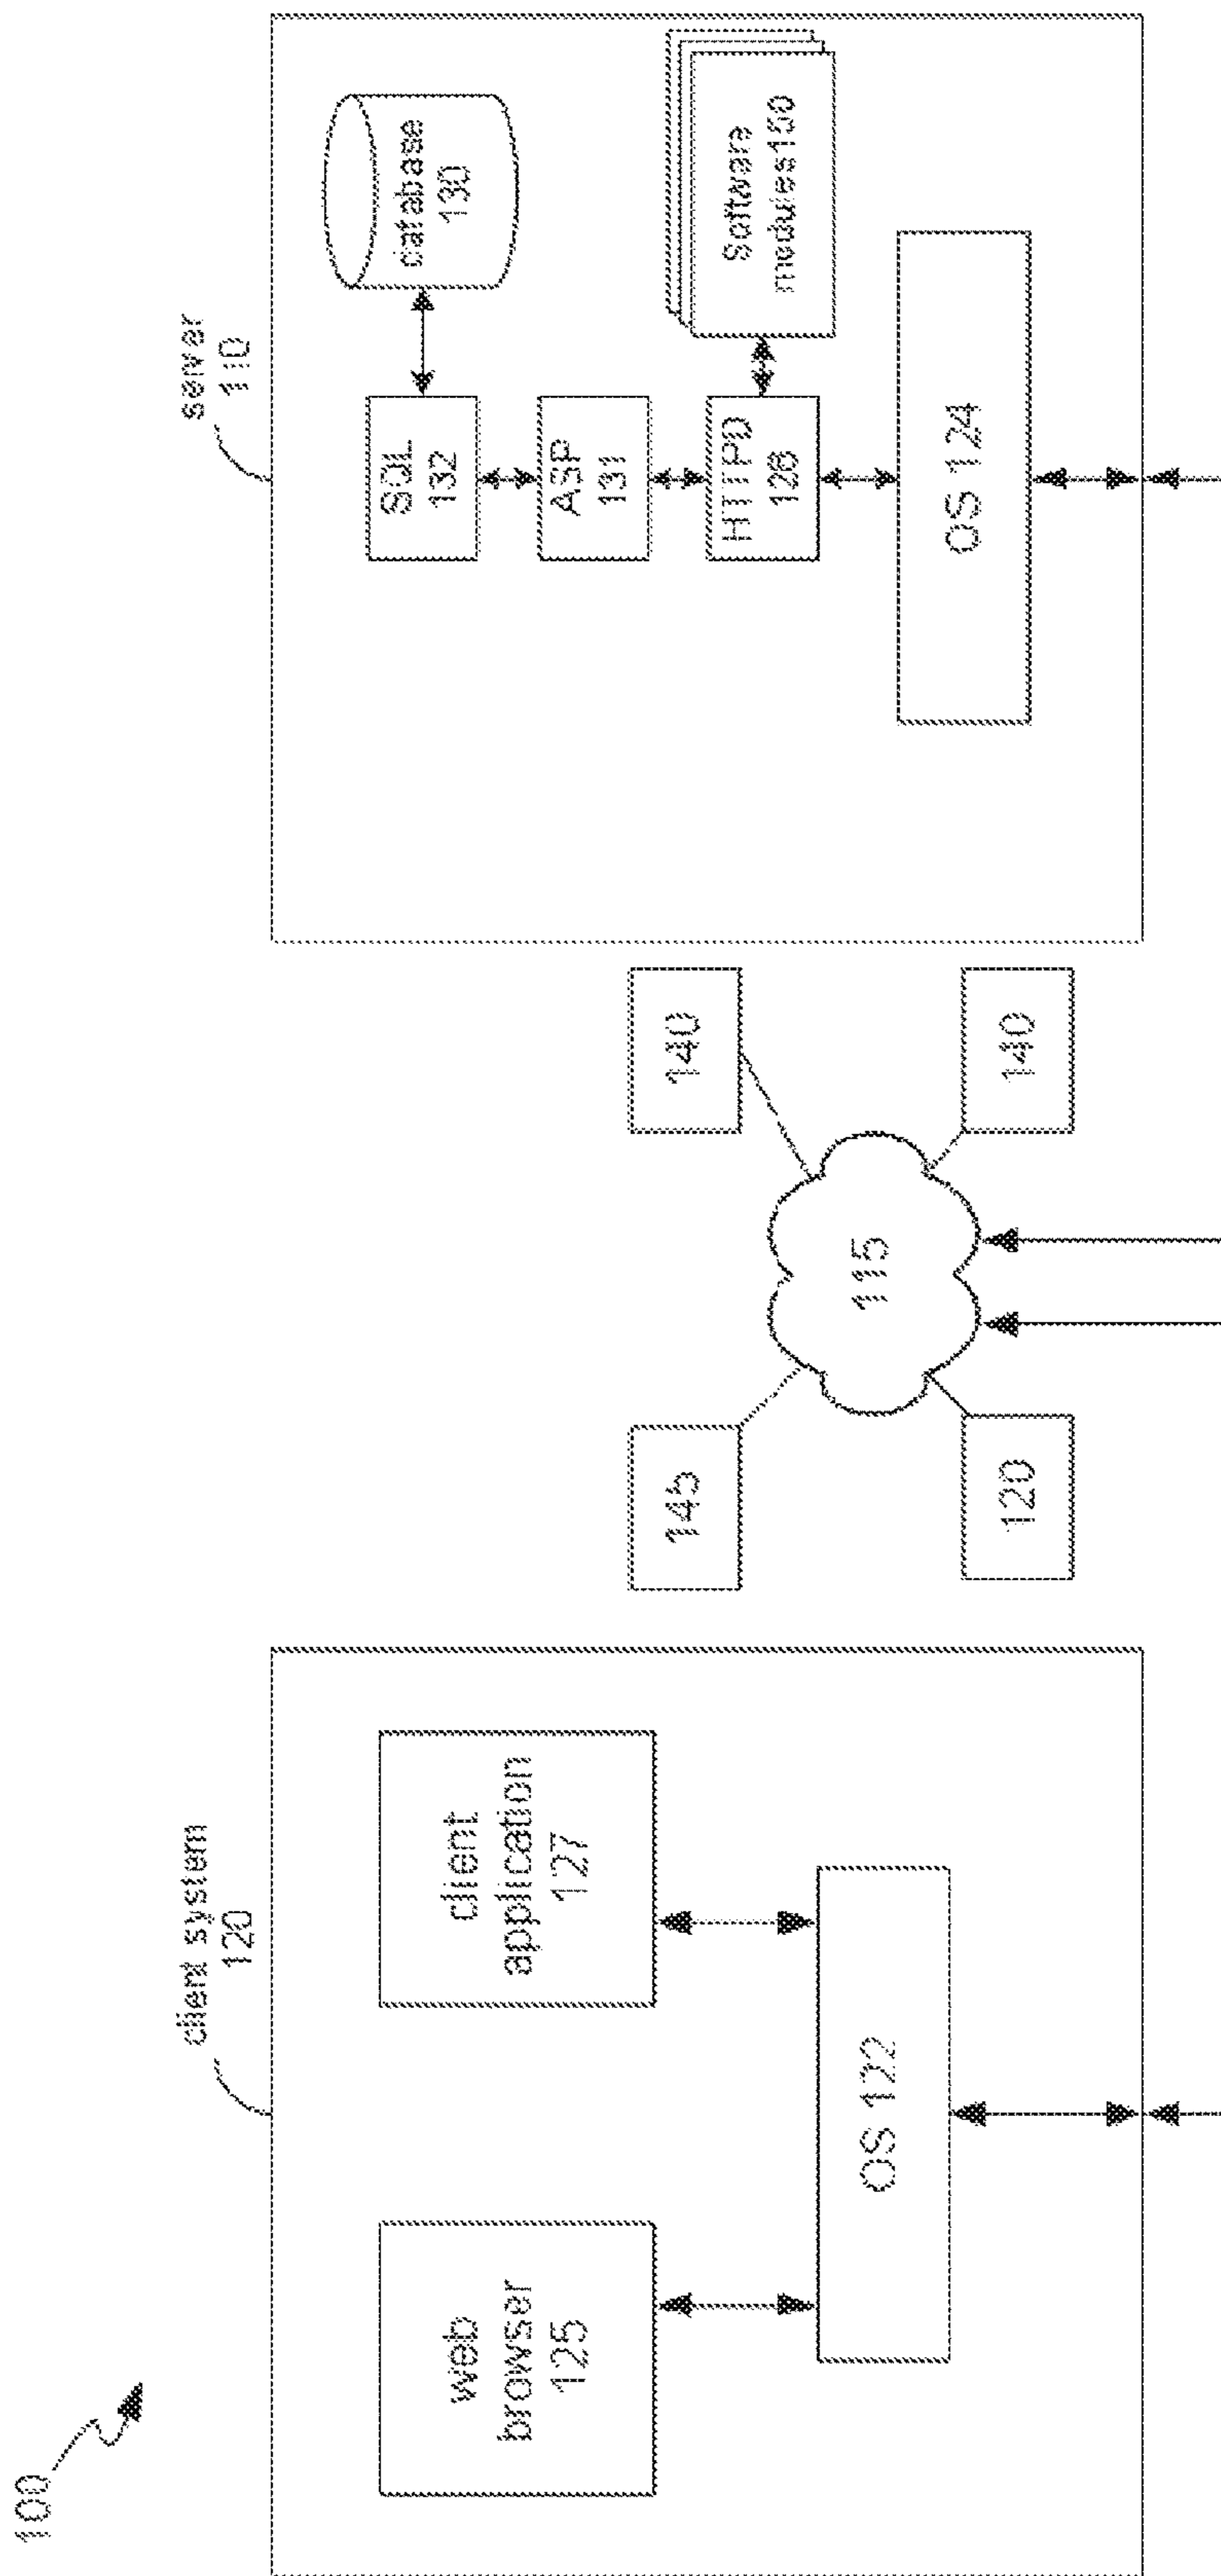 100
client system
120
web
browser
125
client
application
127
OS 122
145
120
115
140
140
server
110
SQL
132
database
130
ASP
131
HTTPD
126
Software
modules
OS 124